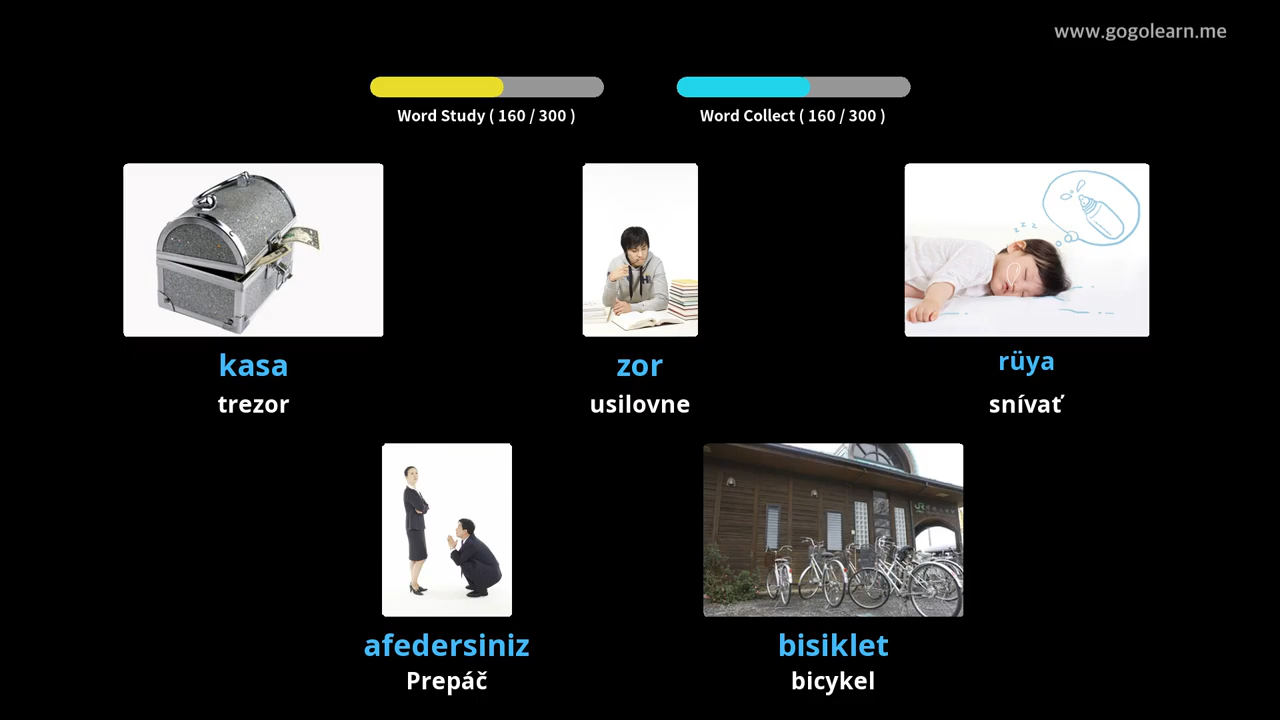 www.gogolearn.me
Word Study ( 160 / 300 )
Word Collect ( 160 / 300 )
kasa
trezor
zor
usilovne
rüya
snívať
afedersiniz
Prepáč
bisiklet
bicykel